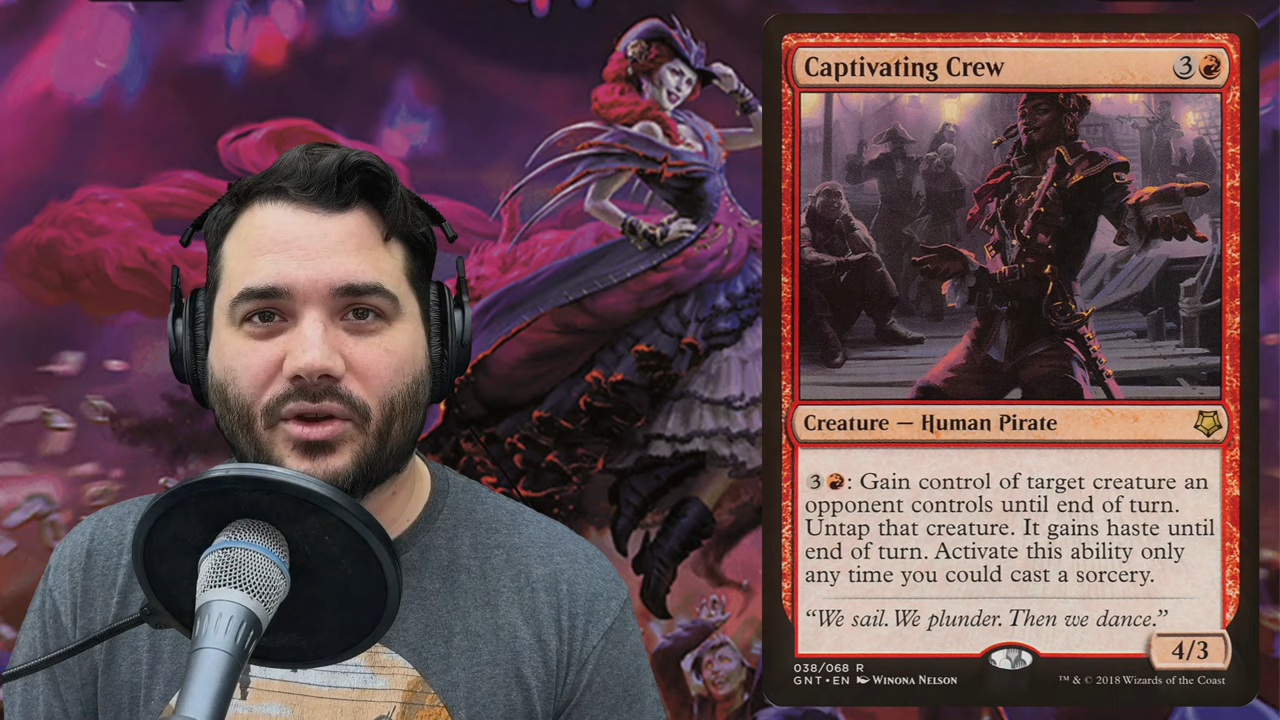 Captivating Crew 3
Creature — Human Pirate
3 : Gain control of target creature an
opponent controls until end of turn.
Untap that creature. It gains haste until
end of turn. Activate this ability only
any time you could cast a sorcery.
“We sail. We plunder. Then we dance.”
4/3
038/068 R
GNT • EN Winona Nelson
™ & © 2018 Wizards of the Coast